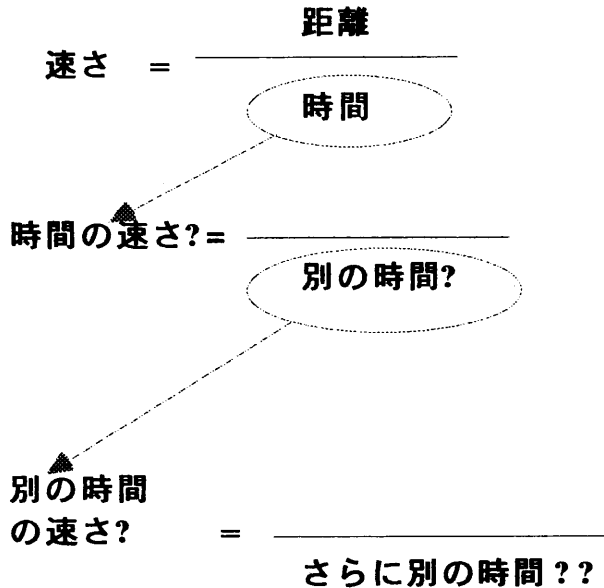 距離
速さ =
時間
時間の速さ?=
別の時間?
別の時間
の速さ? =
さらに別の時間??